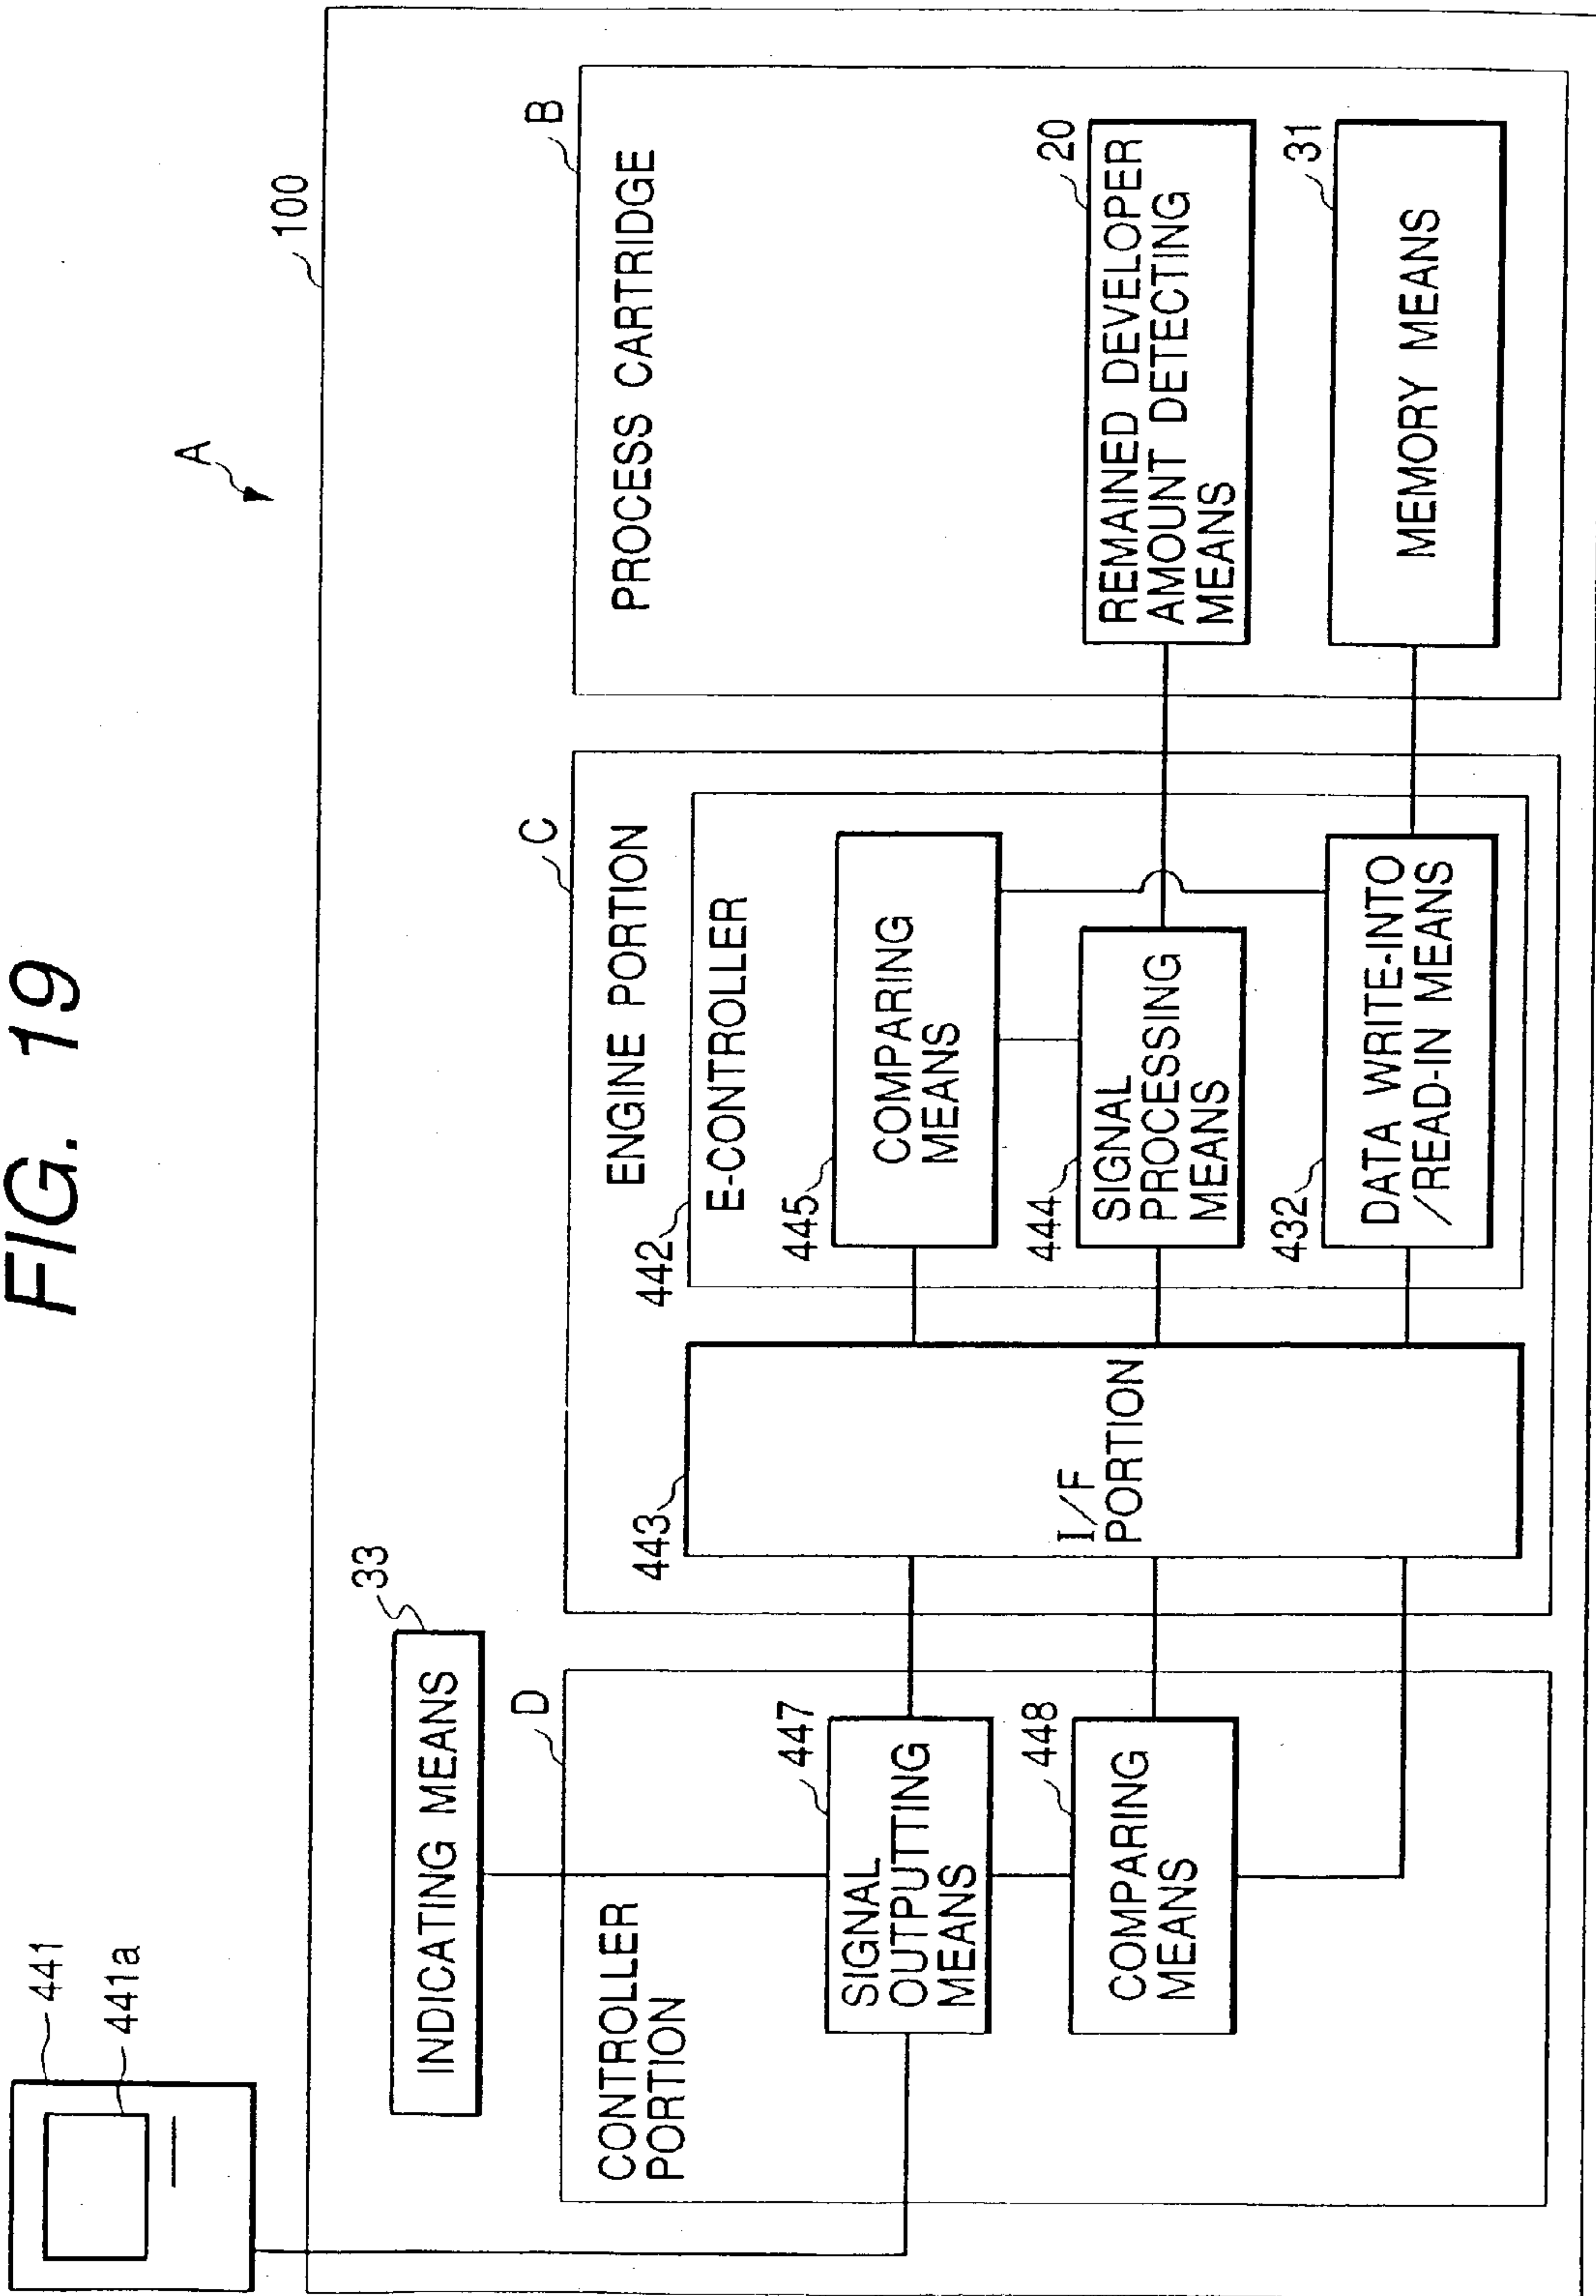 FIG. 19
441
441a
A
100
INDICATING MEANS
33
D
CONTROLLER
PORTION
447
SIGNAL
OUTPUTTING
MEANS
448
COMPARING
MEANS
C
ENGINE PORTION
443
I/F
PORTION
442
E-CONTROLLER
445
COMPARING
MEANS
444
SIGNAL
PROCESSING
MEANS
432
DATA WRITE-INTO
/READ-IN MEANS
B
PROCESS CARTRIDGE
20
REMAINED DEVELOPER
AMOUNT DETECTING
MEANS
31
MEMORY MEANS